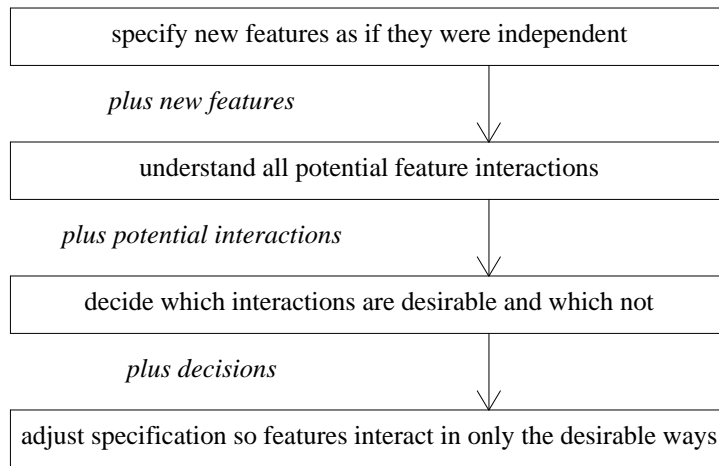 specify new features as if they were independent
plus new features
understand all potential feature interactions
plus potential interactions
decide which interactions are desirable and which not
plus decisions
adjust specification so features interact in only the desirable ways